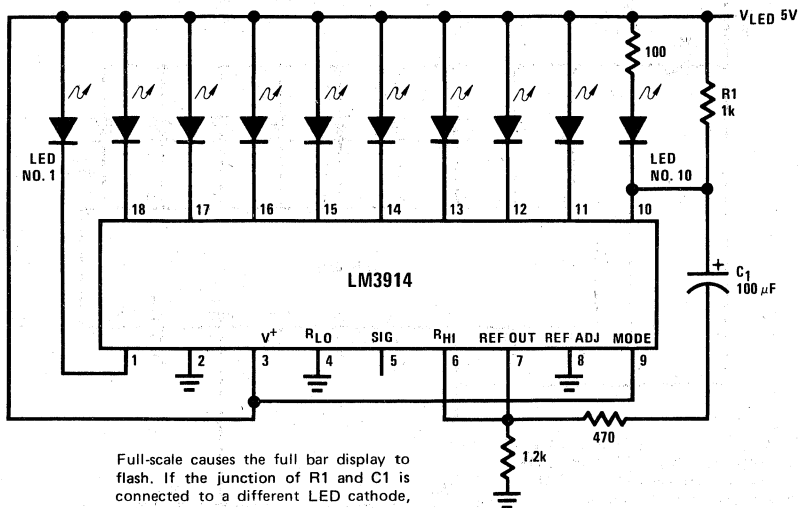 V_LED 5V
100
R1
1k
LED
NO. 1
LED
NO. 10
18 17 16 15 14 13 12 11 10
LM3914
+
C1
100 µF
V+ RLO SIG RHI REF OUT REF ADJ MODE
1 2 3 4 5 6 7 8 9
470
1.2k
Full-scale causes the full bar display to
flash. If the junction of R1 and C1 is
connected to a different LED cathode,